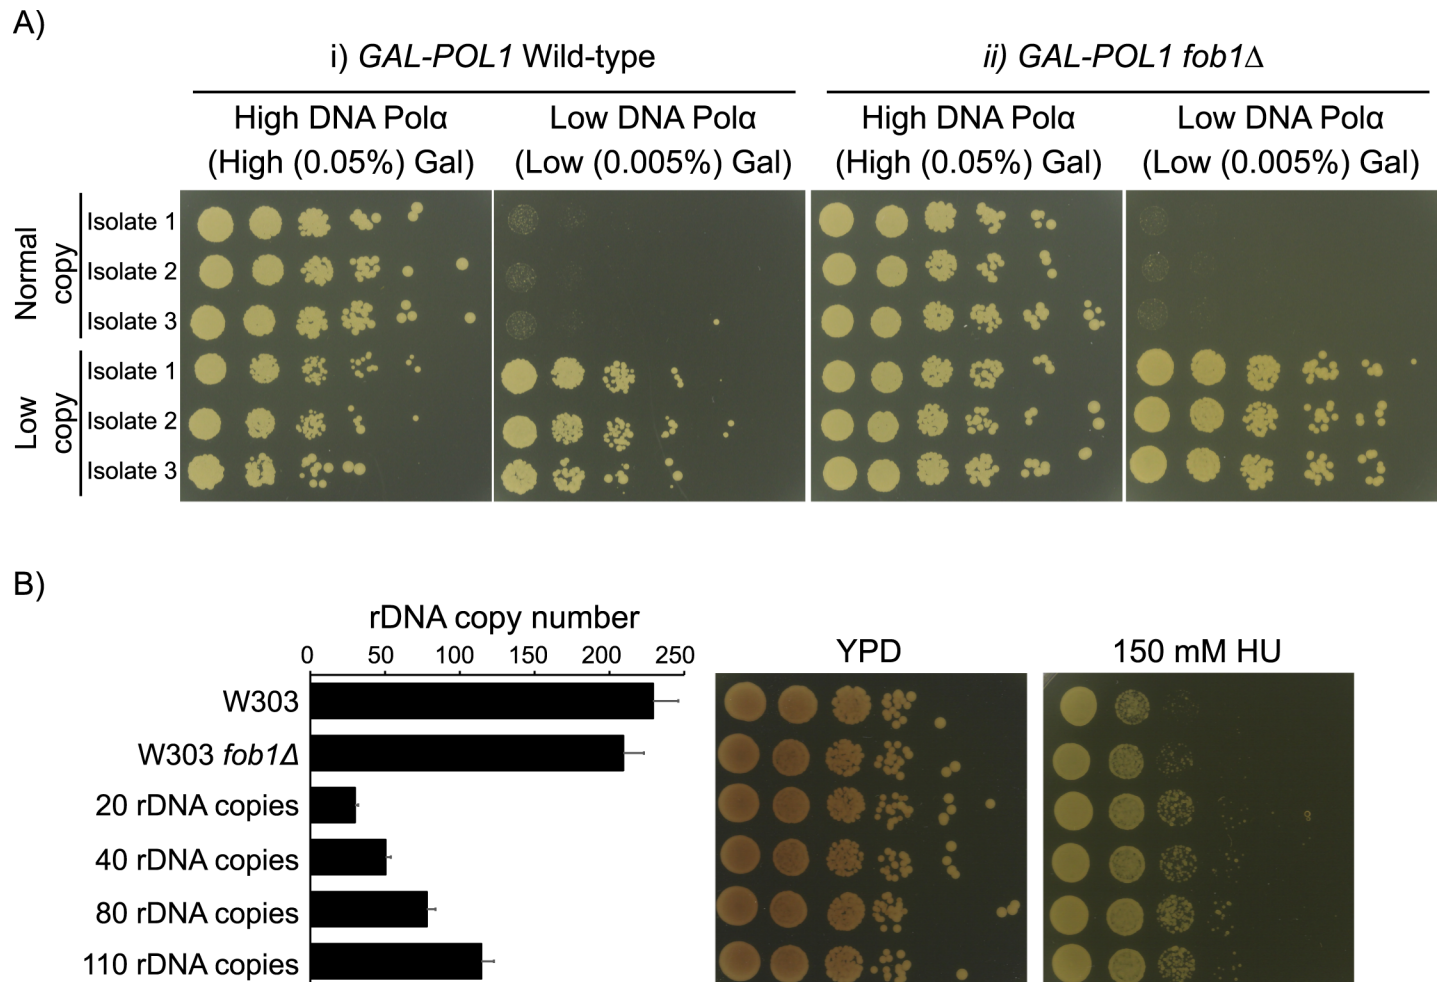 A)
i) GAL-POL1 Wild-type
ii) GAL-POL1 fob1Δ
High DNA Polα
(High (0.05%) Gal)
Low DNA Polα
(Low (0.005%) Gal)
High DNA Polα
(High (0.05%) Gal)
Low DNA Polα
(Low (0.005%) Gal)
Normal
copy
Isolate 1
Isolate 2
Isolate 3
Low
copy
Isolate 1
Isolate 2
Isolate 3
B)
rDNA copy number
0 50 100 150 200 250
W303
W303 fob1Δ
20 rDNA copies
40 rDNA copies
80 rDNA copies
110 rDNA copies
YPD
150 mM HU